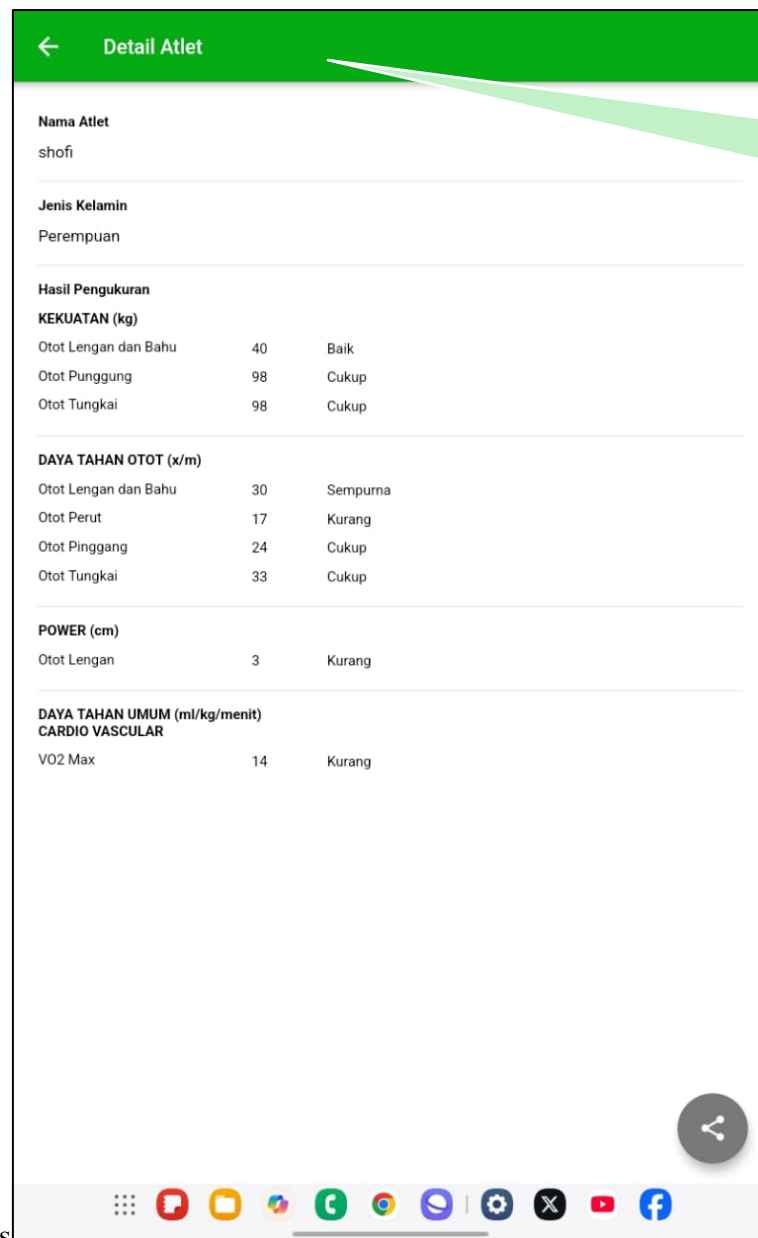 Detail Atlet
Nama Atlet
shofi
Jenis Kelamin
Perempuan
Hasil Pengukuran
KEKUATAN (kg)
Otot Lengan dan Bahu 40 Baik
Otot Punggung 98 Cukup
Otot Tungkai 98 Cukup
DAYA TAHAN OTOT (x/m)
Otot Lengan dan Bahu 30 Sempurna
Otot Perut 17 Kurang
Otot Pinggang 24 Cukup
Otot Tungkai 33 Cukup
POWER (cm)
Otot Lengan 3 Kurang
DAYA TAHAN UMUM (ml/kg/menit)
CARDIO VASCULAR
VO2 Max 14 Kurang
s